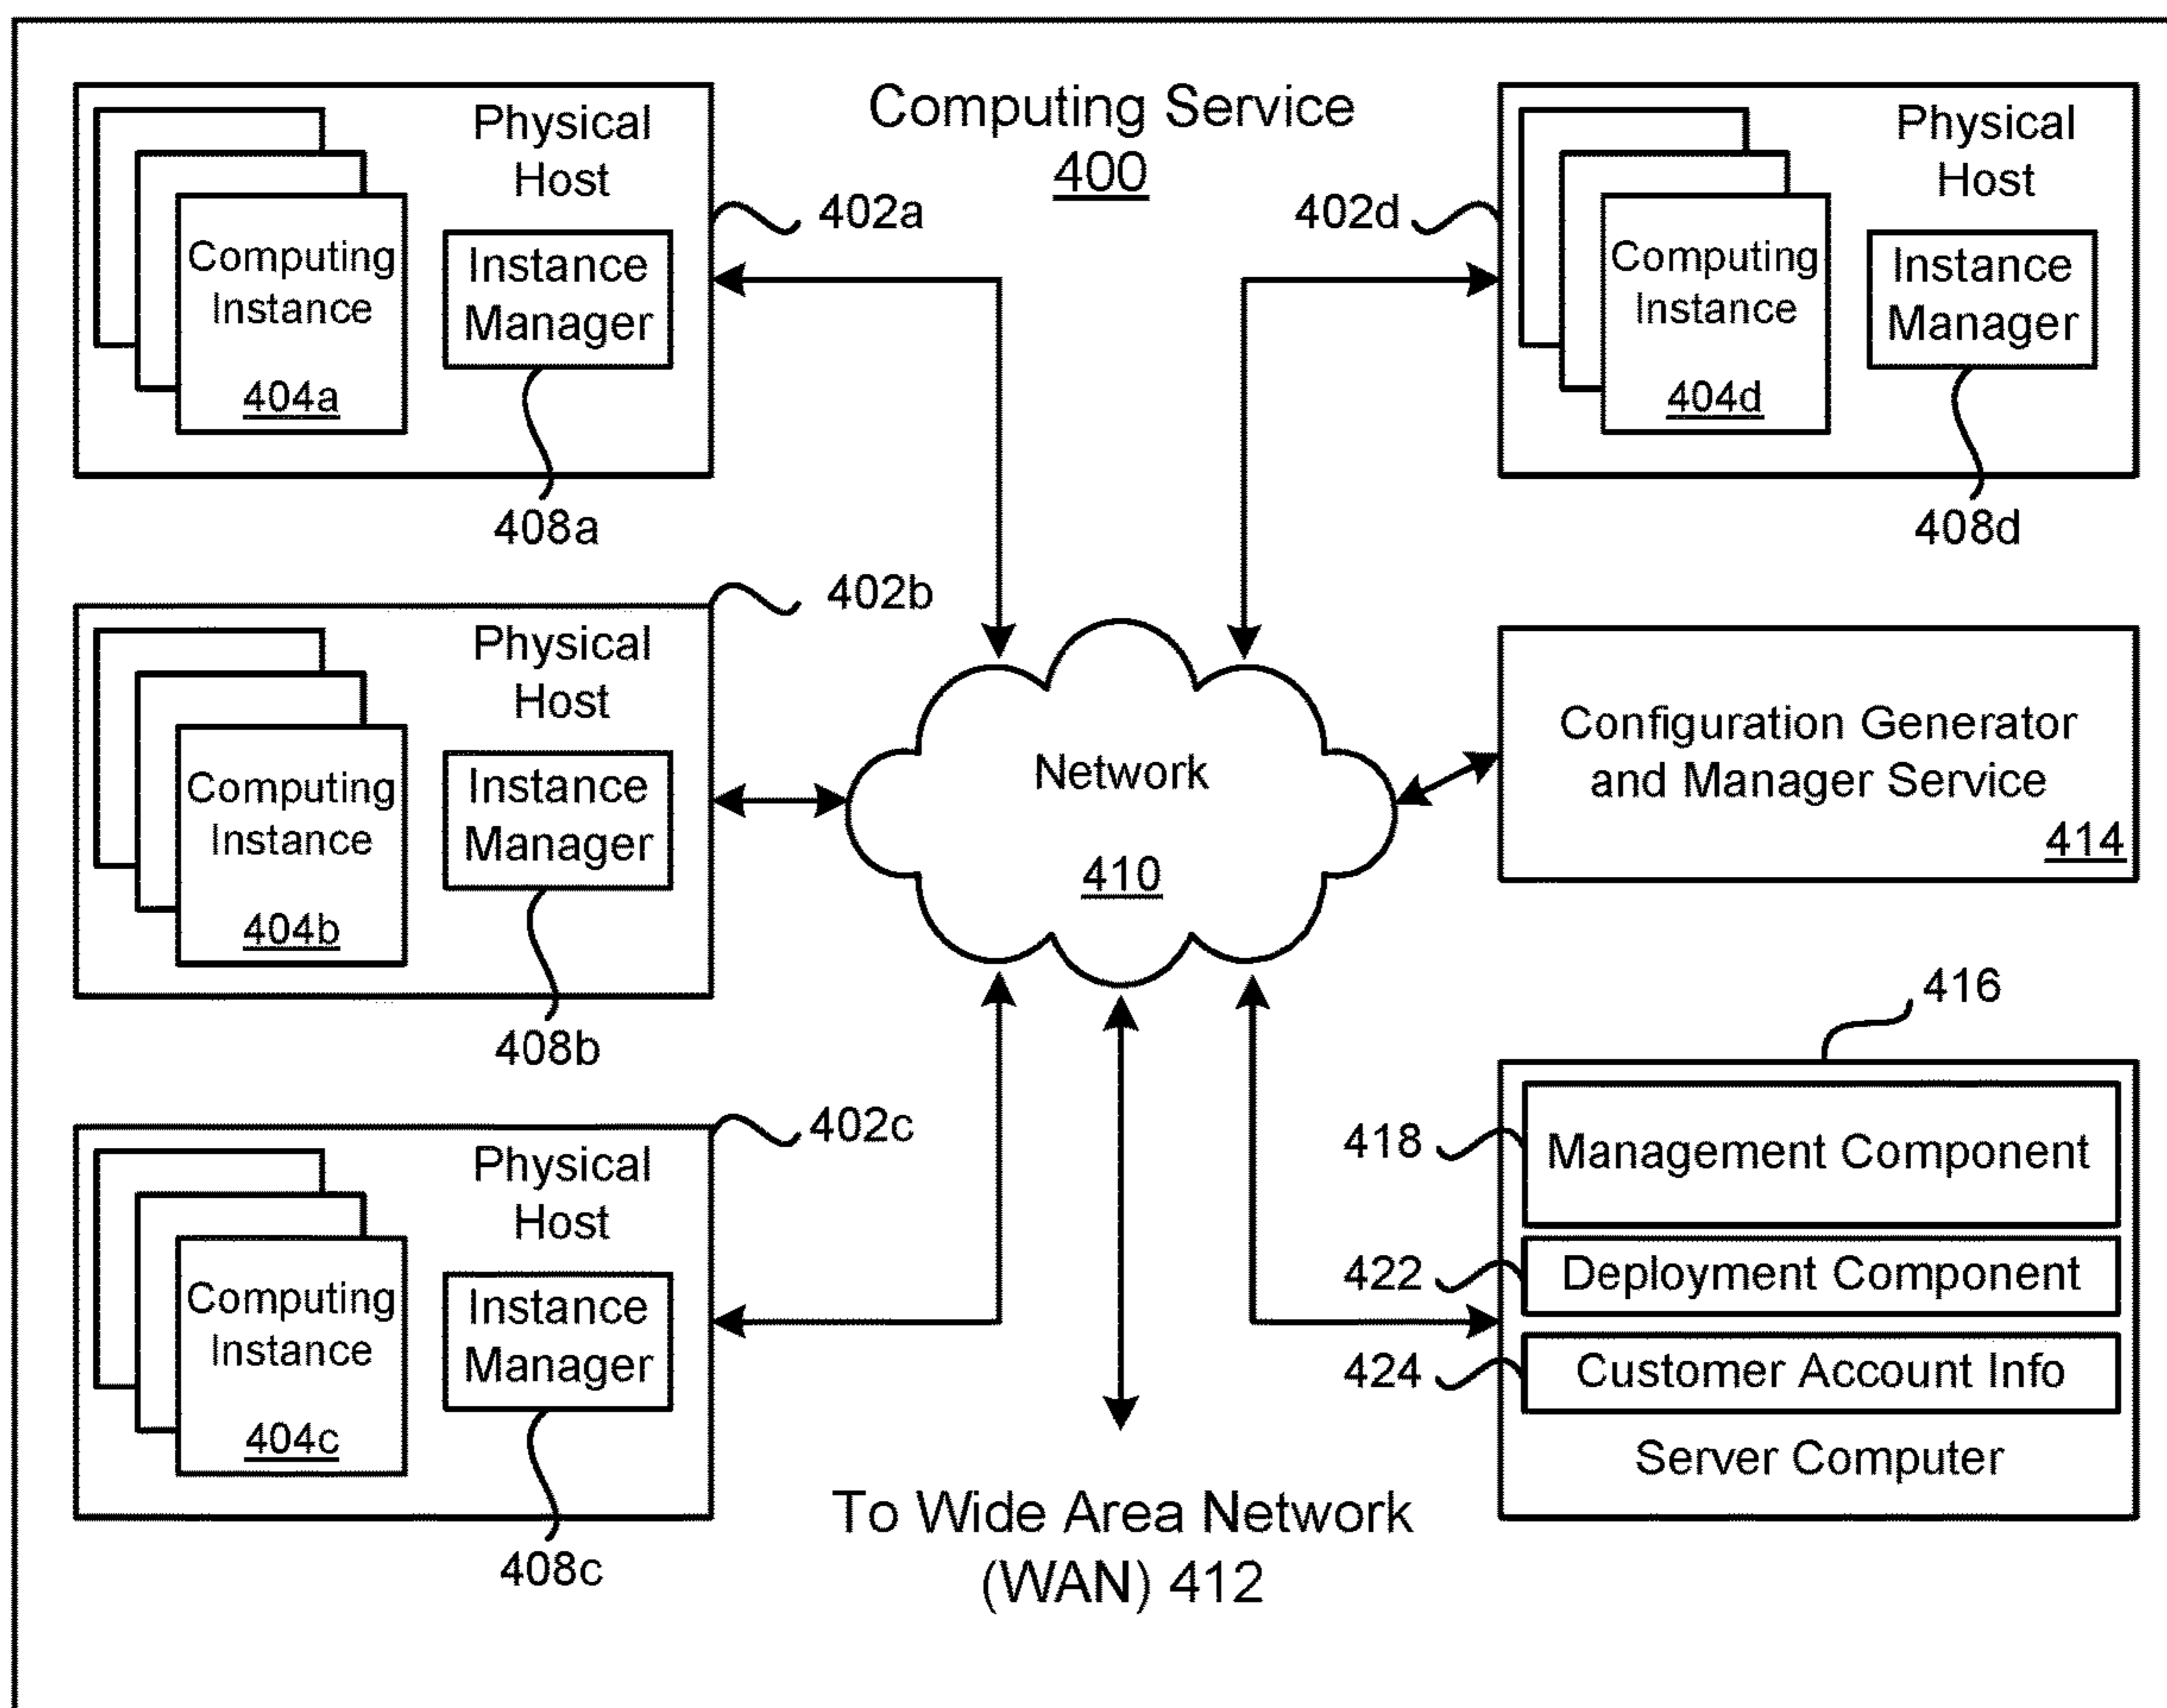 Computing Service
400
Physical
Host
402a
Computing
Instance
404a
Instance
Manager
408a
Physical
Host
402d
Computing
Instance
404d
Instance
Manager
408d
402b
Physical
Host
Computing
Instance
404b
Instance
Manager
408b
Network
410
Configuration Generator
and Manager Service
414
402c
Physical
Host
Computing
Instance
404c
Instance
Manager
408c
416
418
Management Component
422
Deployment Component
424
Customer Account Info
Server Computer
To Wide Area Network
(WAN) 412